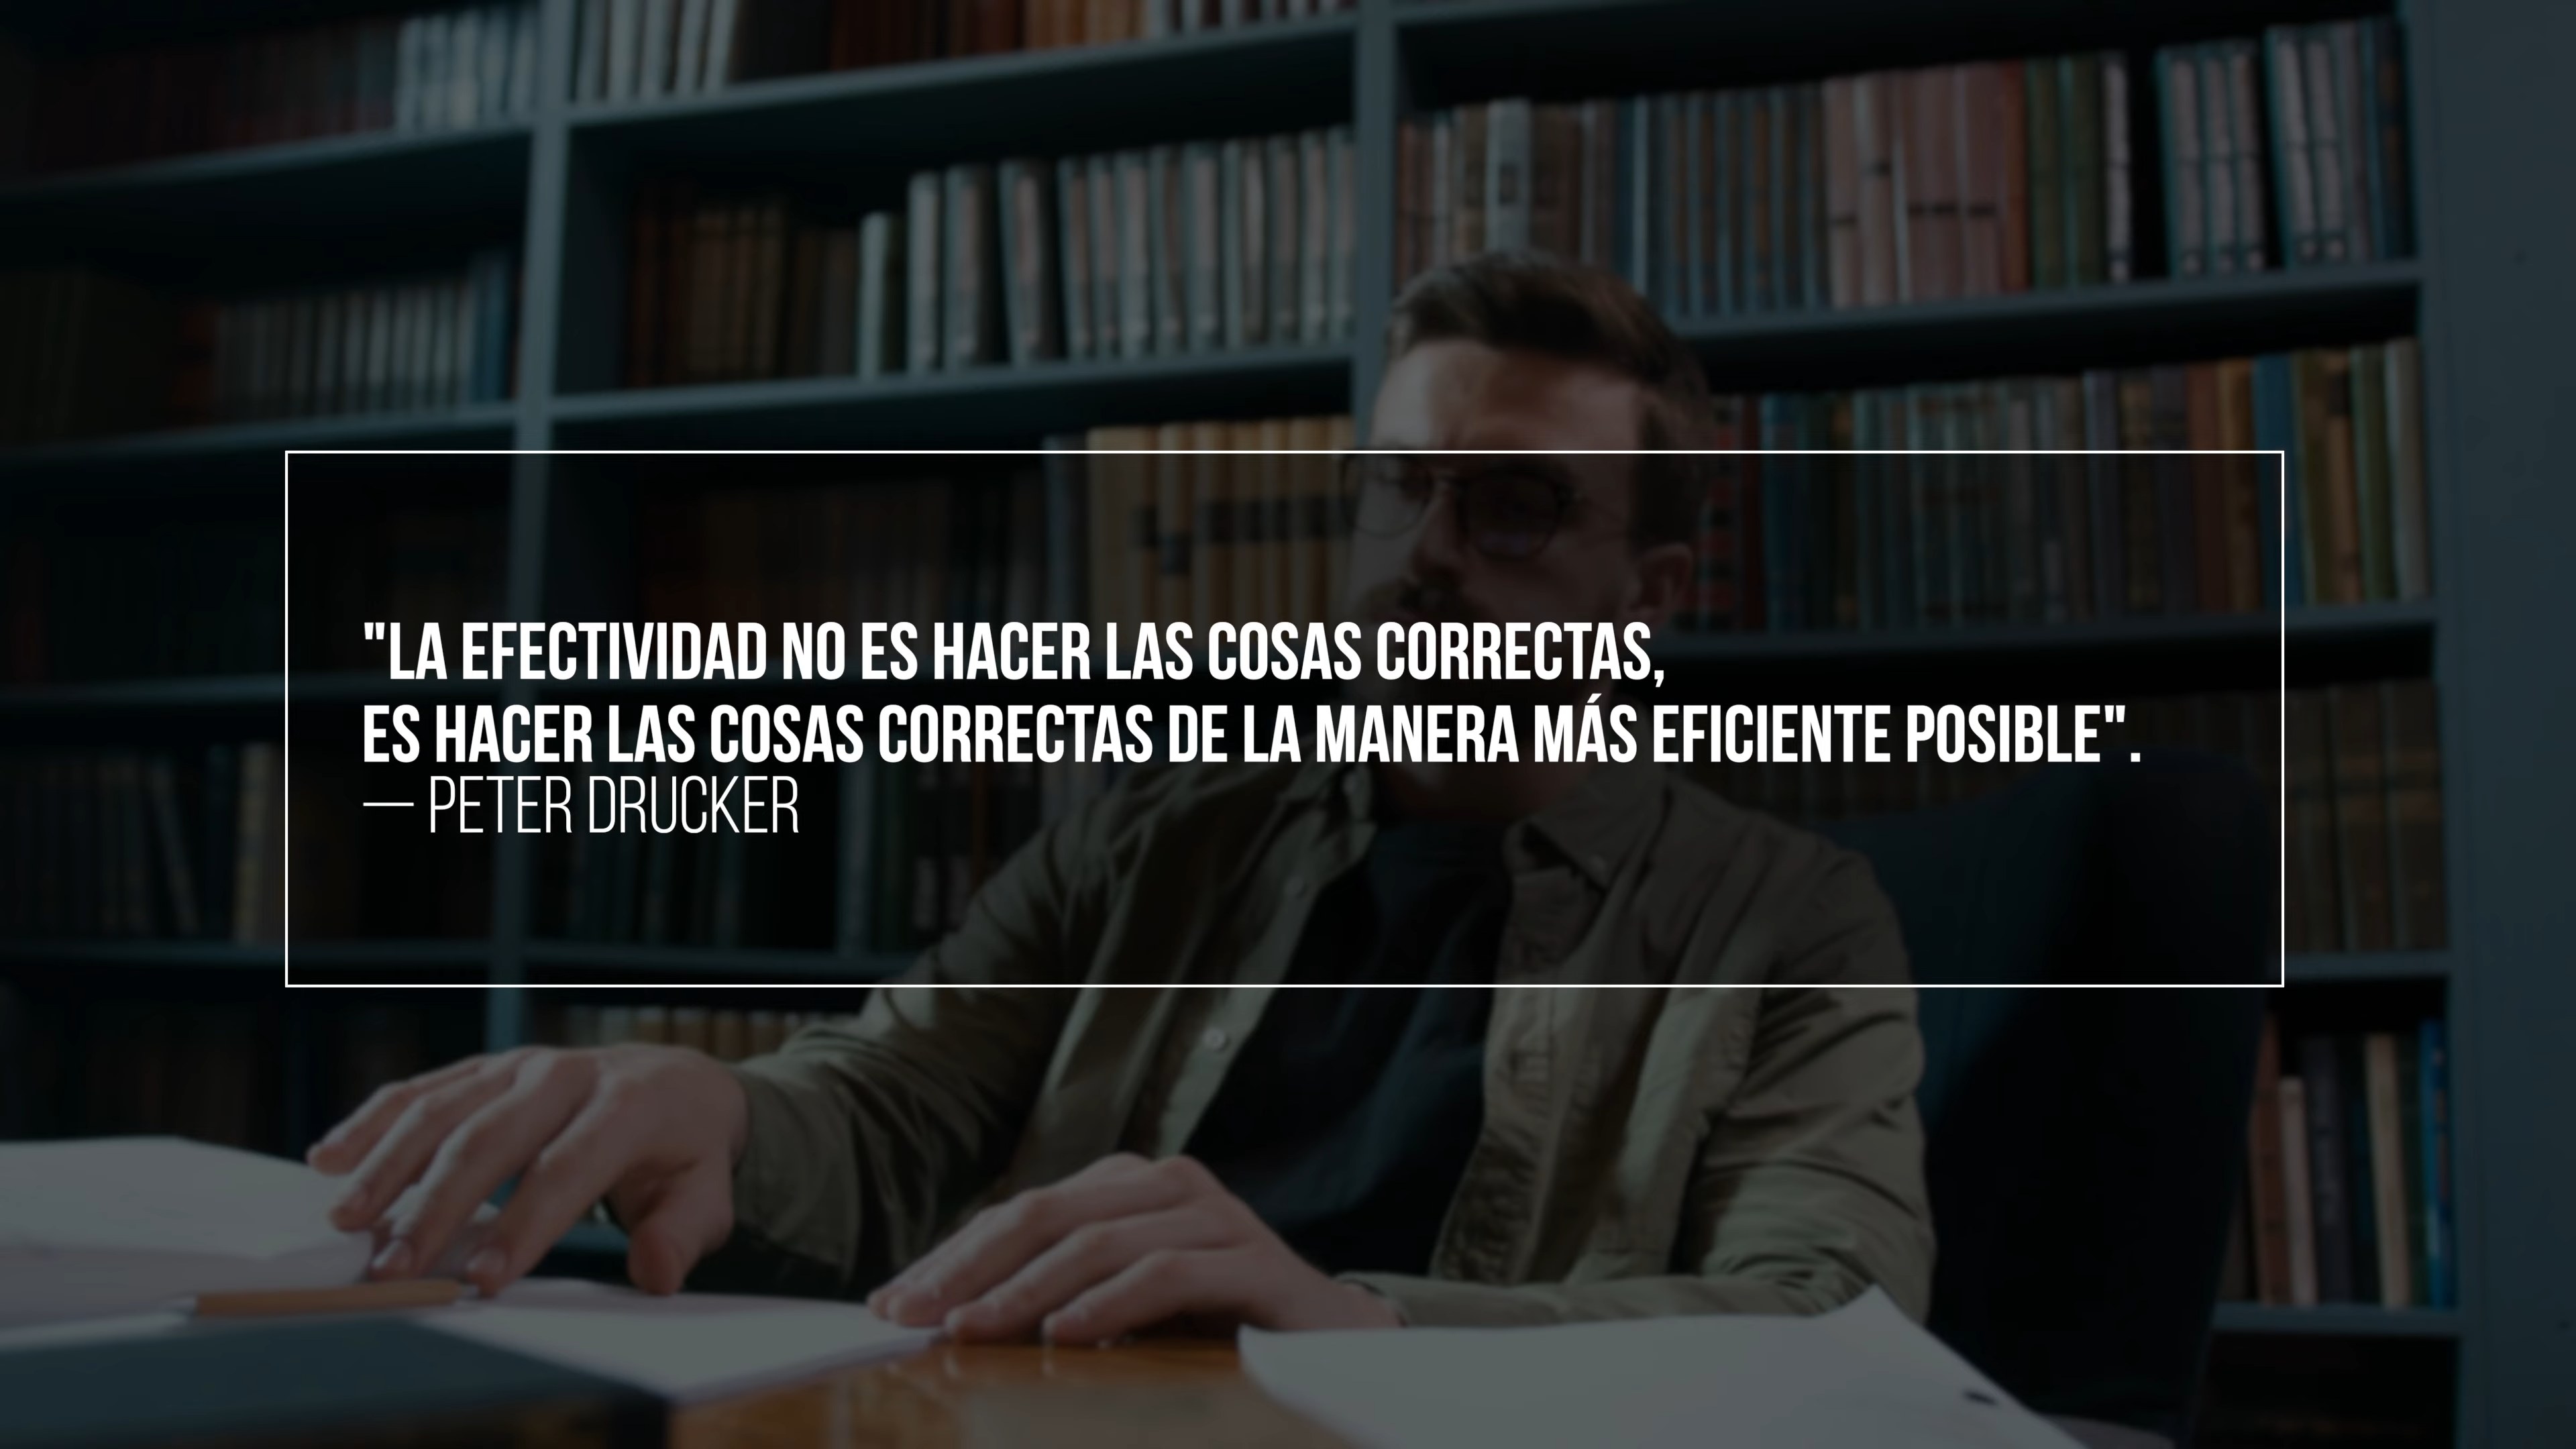 "LA EFECTIVIDAD NO ES HACER LAS COSAS CORRECTAS,
ES HACER LAS COSAS CORRECTAS DE LA MANERA MÁS EFICIENTE POSIBLE".
— PETER DRUCKER